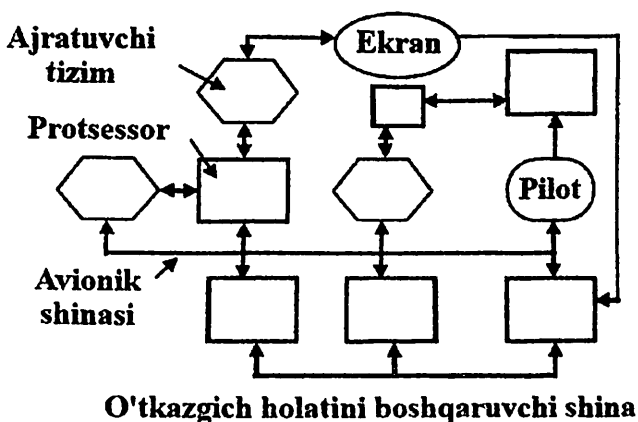 Ajratuvchi
tizim
Ekran
Protsessor
Pilot
Avionik
shinasi
O'tkazgich holatini boshqaruvchi shina